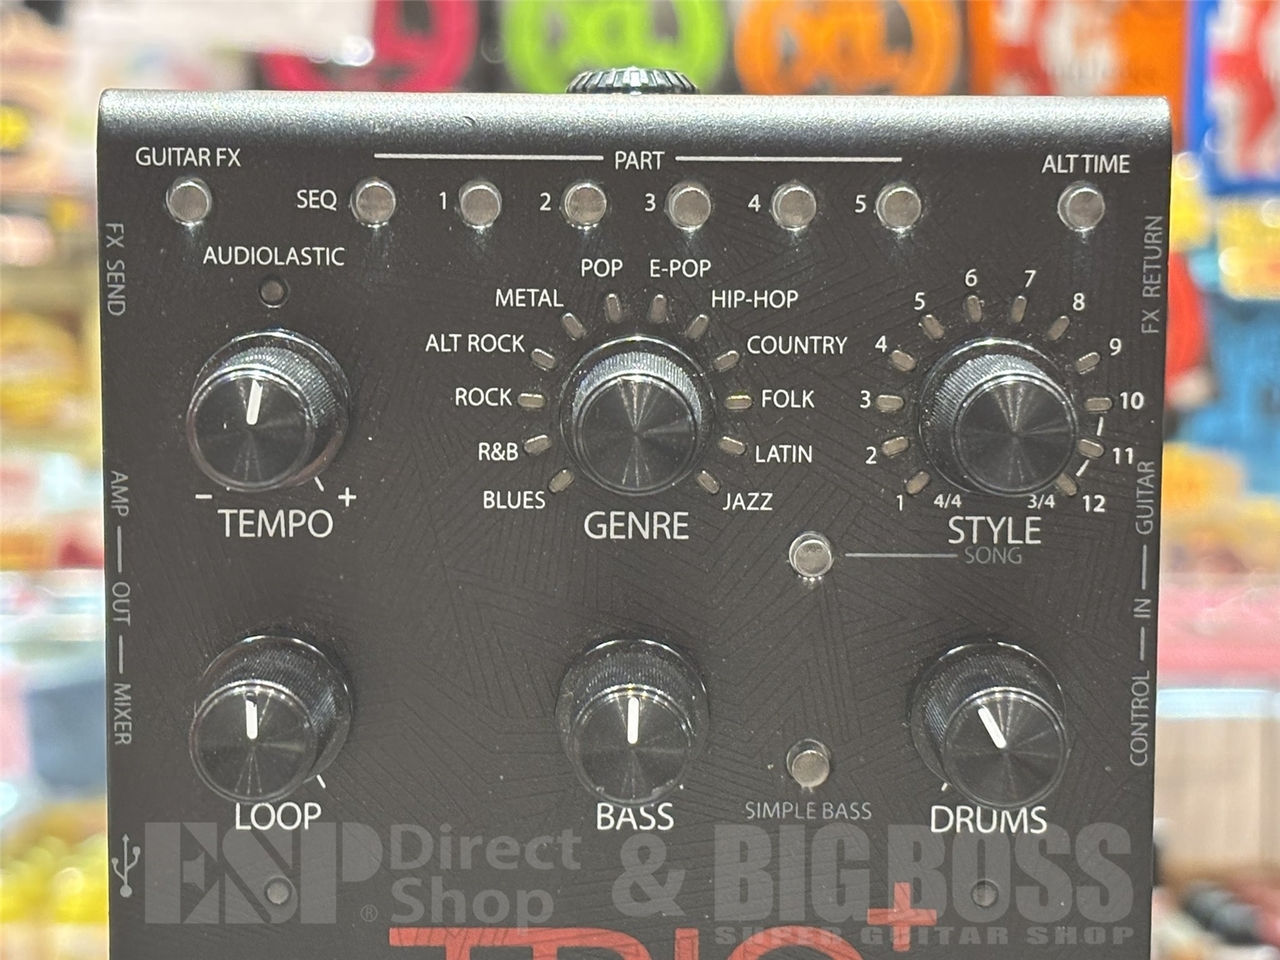 GUITAR FX
PART
ALT TIME
SEQ 1 2 3 4 5
FX SEND
FX RETURN
AUDIOLASTIC
POP E-POP
METAL HIP-HOP
ALT ROCK COUNTRY
ROCK FOLK
R&B LATIN
BLUES JAZZ
GENRE
- +
TEMPO
1 2 3 4 5 6 7 8 9 10 11 12
4/4 3/4
STYLE
SONG
AMP — OUT — MIXER
CONTROL — IN — GUITAR
LOOP
BASS
SIMPLE BASS
DRUMS
ESP Direct Shop & BIG BOSS
®
SUPER GUITAR SHOP
TRIO+